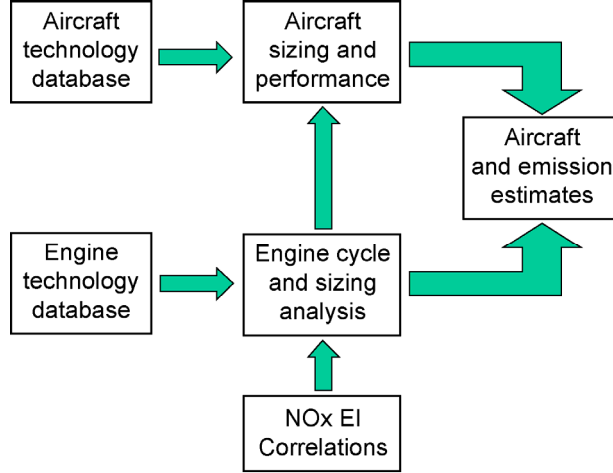 Aircraft
technology
database
Aircraft
sizing and
performance
Aircraft
and emission
estimates
Engine
technology
database
Engine cycle
and sizing
analysis
NOx EI
Correlations